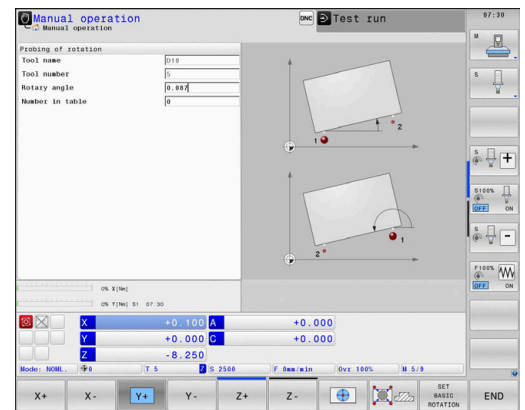 Manual operation
Manual operation
DNC
Test run
07:30
Probing of rotation
Tool name D10
Tool number 5
Rotary angle 0.087
Number in table 0
1
2
2
1
M
S
S
S100%
OFF ON
S
F100%
OFF ON
0% X[Nm]
0% Y[Nm] S1 07:30
X +0.100 A +0.000
Y +0.000 C +0.000
Z -8.250
Mode: NOML. 0 T 5 Z S 2500 F 0mm/min Ovr 100% M 5/9
X+ X- Y+ Y- Z+ Z- SET BASIC ROTATION END